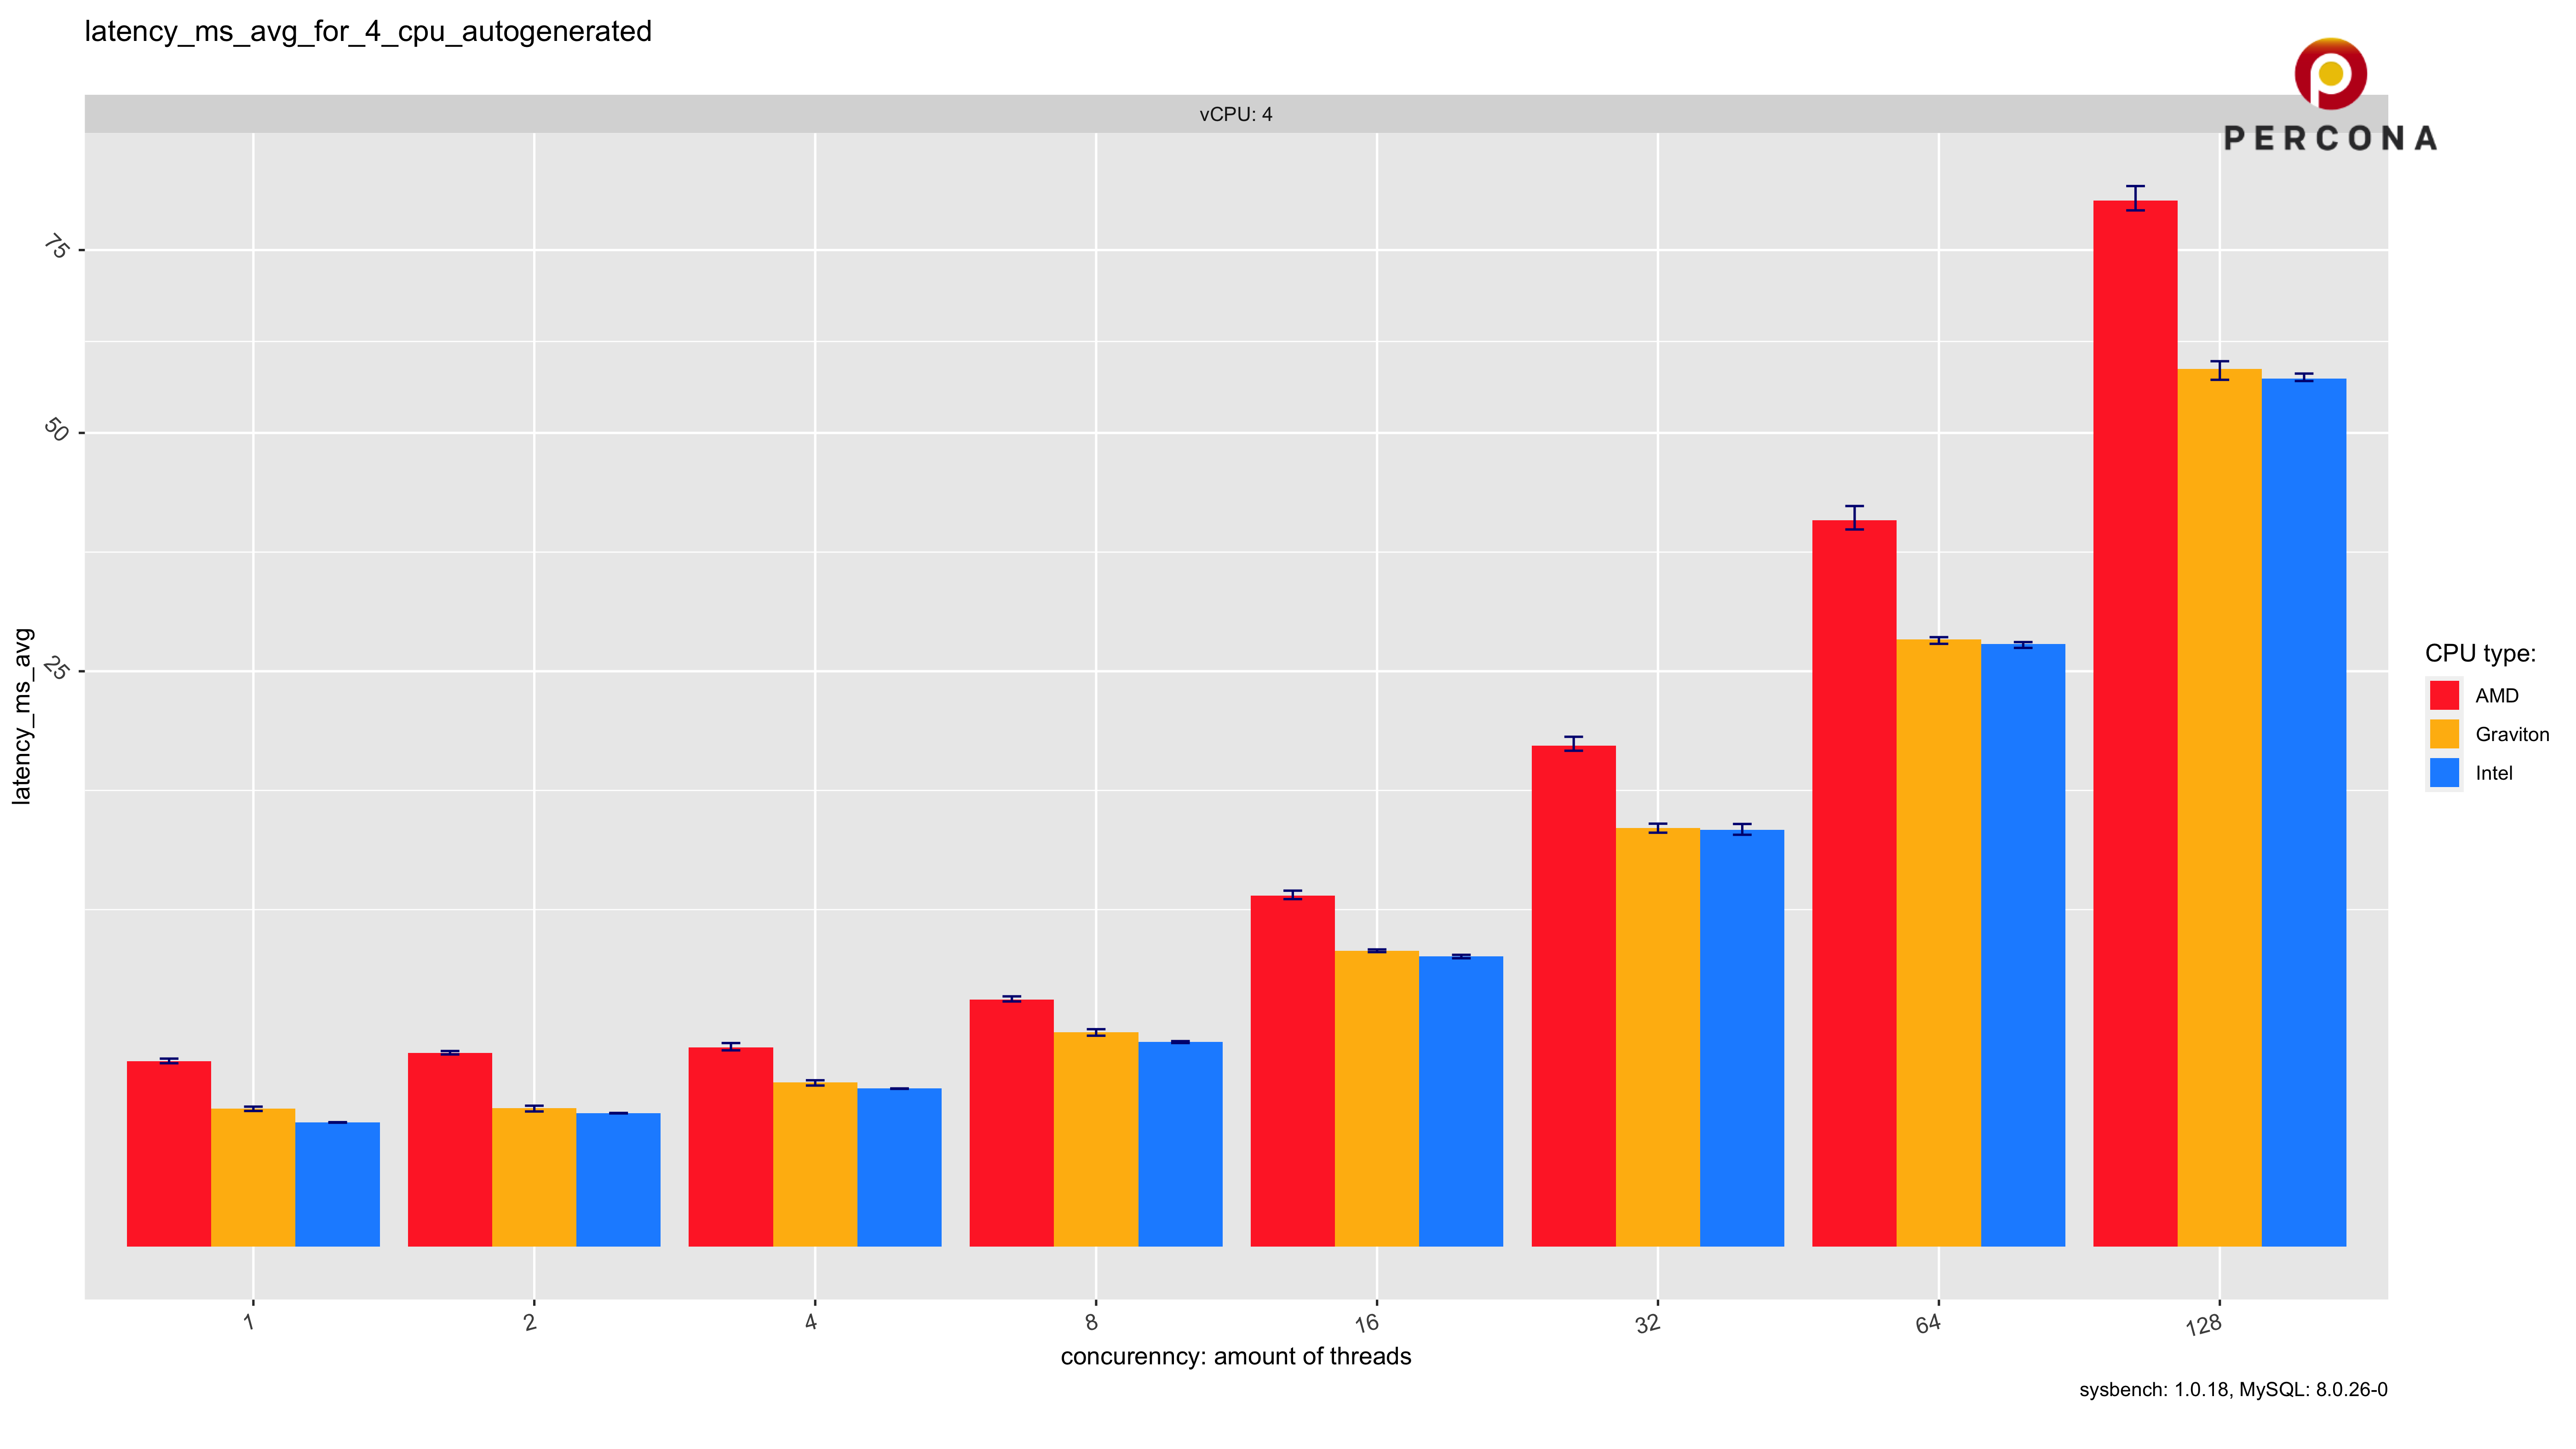 latency_ms_avg_for_4_cpu_autogenerated
PERCONA
vCPU: 4
75
50
25
latency_ms_avg
CPU type:
AMD
Graviton
Intel
1
2
4
8
16
32
64
128
concurenncy: amount of threads
sysbench: 1.0.18, MySQL: 8.0.26-0